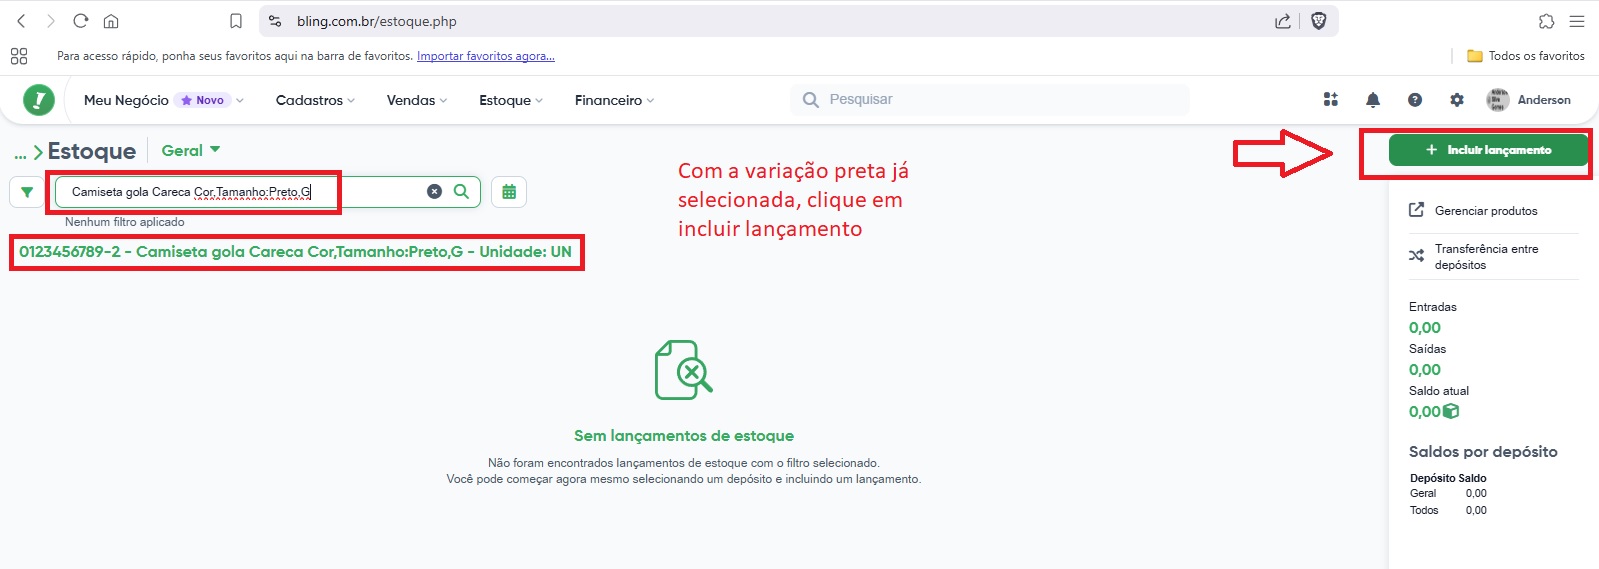 bling.com.br/estoque.php
Para acesso rápido, ponha seus favoritos aqui na barra de favoritos. Importar favoritos agora...
Todos os favoritos
Meu Negócio Novo Cadastros Vendas Estoque Financeiro Pesquisar Anderson
... > Estoque Geral
Incluir lançamento
Camiseta gola Careca Cor,Tamanho:Preto,G
Nenhum filtro aplicado
0123456789-2 - Camiseta gola Careca Cor,Tamanho:Preto,G - Unidade: UN
Com a variação preta já
selecionada, clique em
incluir lançamento
Sem lançamentos de estoque
Não foram encontrados lançamentos de estoque com o filtro selecionado.
Você pode começar agora mesmo selecionando um depósito e incluindo um lançamento.
Gerenciar produtos
Transferência entre
depósitos
Entradas
0,00
Saídas
0,00
Saldo atual
0,00
Saldos por depósito
Depósito Saldo
Geral 0,00
Todos 0,00